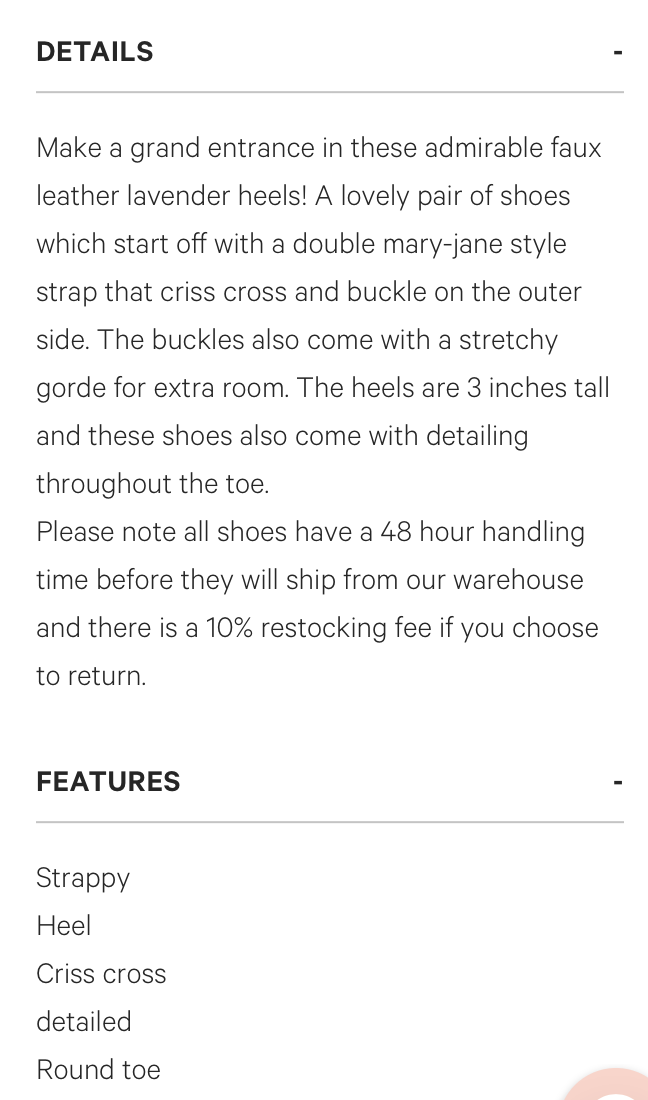 DETAILS -
Make a grand entrance in these admirable faux
leather lavender heels! A lovely pair of shoes
which start off with a double mary-jane style
strap that criss cross and buckle on the outer
side. The buckles also come with a stretchy
gorde for extra room. The heels are 3 inches tall
and these shoes also come with detailing
throughout the toe.
Please note all shoes have a 48 hour handling
time before they will ship from our warehouse
and there is a 10% restocking fee if you choose
to return.
FEATURES -
Strappy
Heel
Criss cross
detailed
Round toe